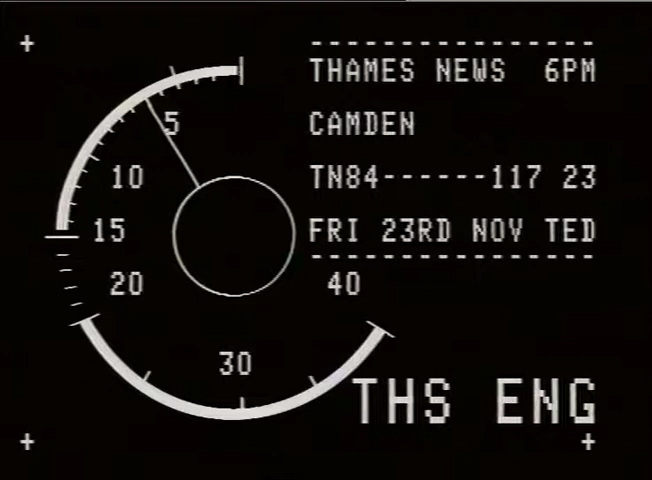 ----------------
THAMES NEWS 6PM
CAMDEN
TN84------117 23
FRI 23RD NOV TED
----------------
5
10
15
20
30
40
THS ENG